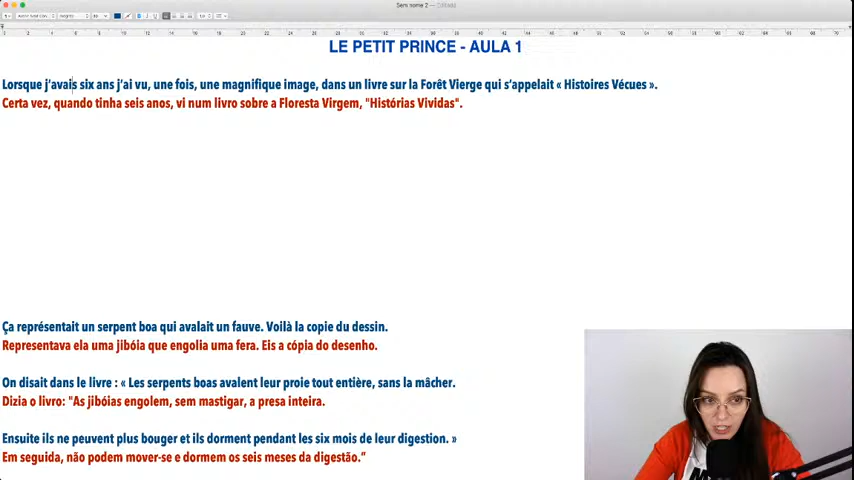 Sem nome 2 — Editado
LE PETIT PRINCE - AULA 1
Lorsque j'avais six ans j'ai vu, une fois, une magnifique image, dans un livre sur la Forêt Vierge qui s'appelait « Histoires Vécues ».
Certa vez, quando tinha seis anos, vi num livro sobre a Floresta Virgem, "Histórias Vividas".
Ça représentait un serpent boa qui avalait un fauve. Voilà la copie du dessin.
Representava ela uma jibóia que engolia uma fera. Eis a cópia do desenho.
On disait dans le livre : « Les serpents boas avalent leur proie tout entière, sans la mâcher.
Dizia o livro: "As jibóias engolem, sem mastigar, a presa inteira.
Ensuite ils ne peuvent plus bouger et ils dorment pendant les six mois de leur digestion. »
Em seguida, não podem mover-se e dormem os seis meses da digestão.”